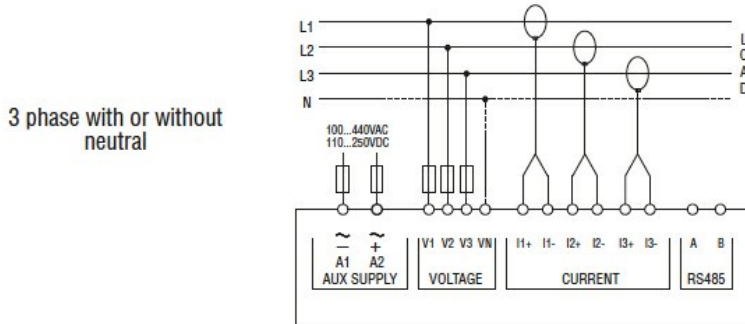 3 phase with or without
neutral
L1
L2
L3
N
L
O
A
D
100...440VAC
110...250VDC
~ ~
− +
A1 A2
AUX SUPPLY
V1 V2 V3 VN
VOLTAGE
I1+ I1- I2+ I2- I3+ I3-
CURRENT
A B
RS485